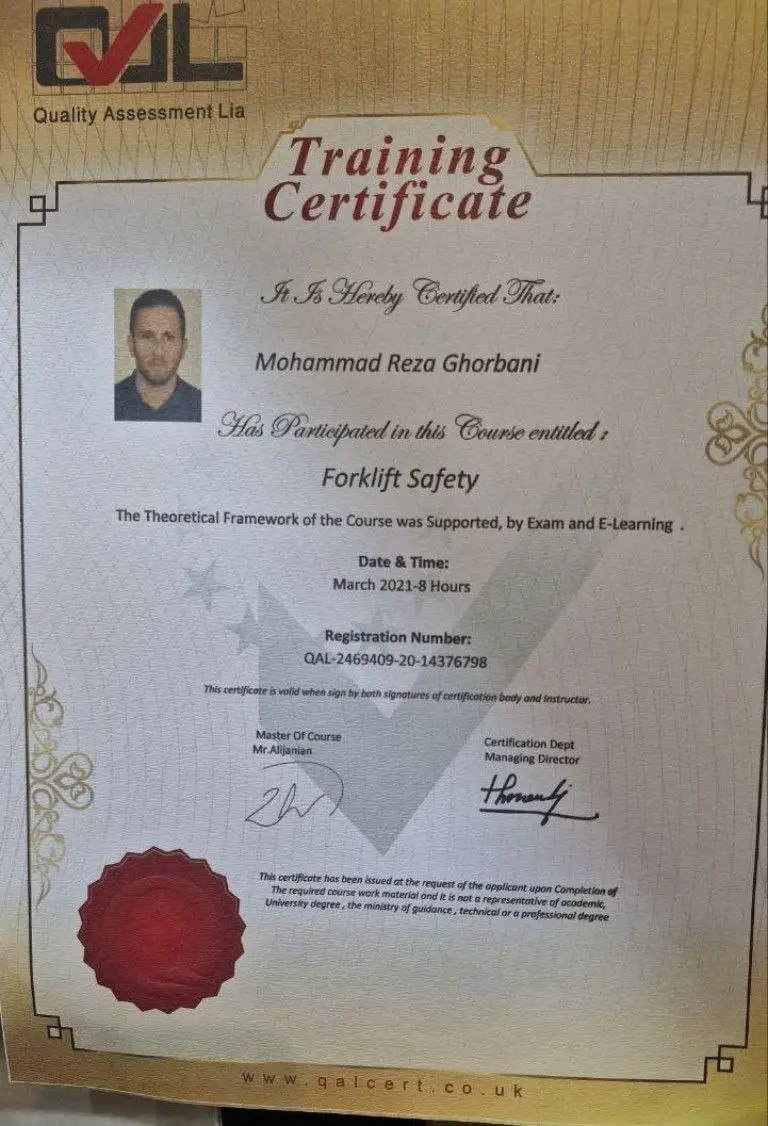 QAL
Quality Assessment Lia
Training
Certificate
It Is Hereby Certified That:
Mohammad Reza Ghorbani
Has Participated in this Course entitled :
Forklift Safety
The Theoretical Framework of the Course was Supported, by Exam and E-Learning .
Date & Time:
March 2021-8 Hours
Registration Number:
QAL-2469409-20-14376798
This certificate is valid when sign by both signatures of certification body and Instructor.
Master Of Course
Mr.Alijanian
Certification Dept
Managing Director
This certificate has been issued at the request of the applicant upon Completion of
The required course work material and it is not a representative of academic,
University degree , the ministry of guidance , technical or a professional degree
www.qalcert.co.uk